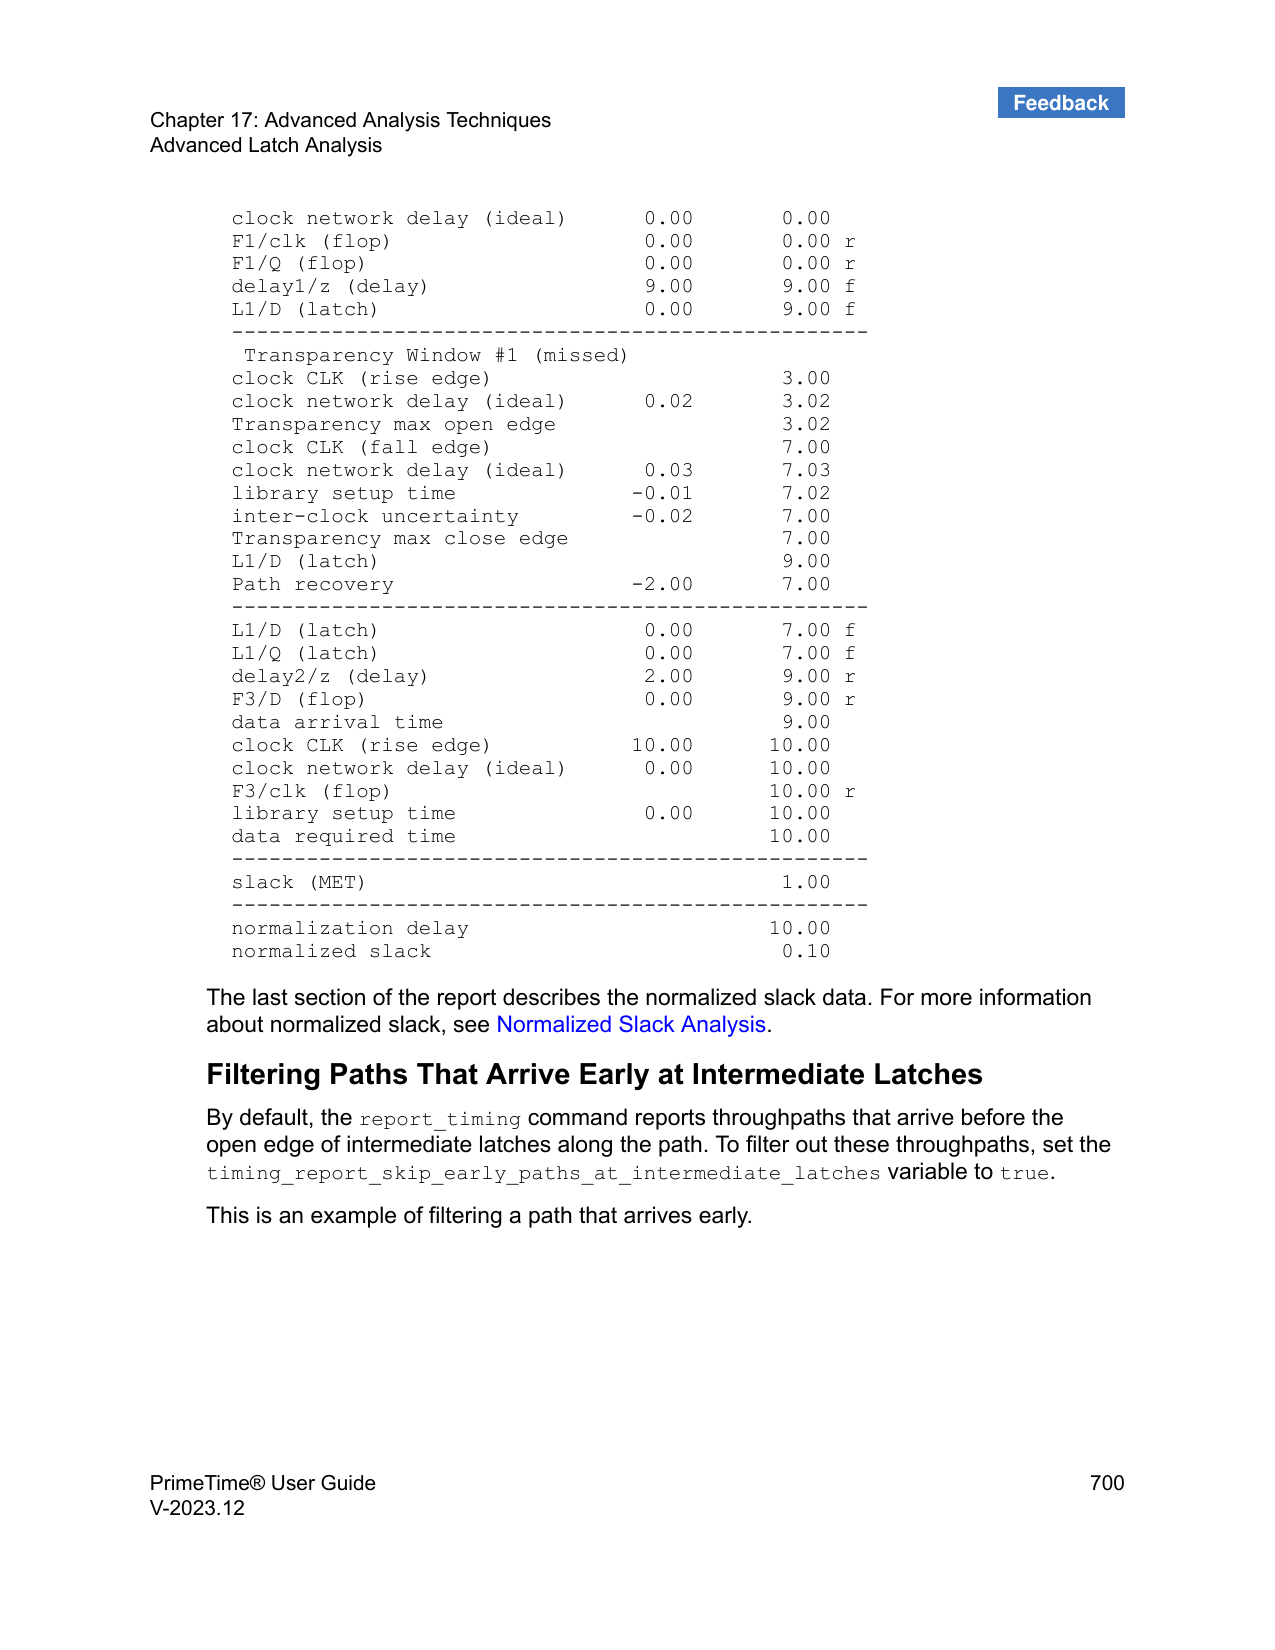 Feedback
Chapter 17: Advanced Analysis Techniques
Advanced Latch Analysis
clock network delay (ideal) 0.00 0.00
F1/clk (flop) 0.00 0.00 r
F1/Q (flop) 0.00 0.00 r
delay1/z (delay) 9.00 9.00 f
L1/D (latch) 0.00 9.00 f
---------------------------------------------------
Transparency Window #1 (missed)
clock CLK (rise edge) 3.00
clock network delay (ideal) 0.02 3.02
Transparency max open edge 3.02
clock CLK (fall edge) 7.00
clock network delay (ideal) 0.03 7.03
library setup time -0.01 7.02
inter-clock uncertainty -0.02 7.00
Transparency max close edge 7.00
L1/D (latch) 9.00
Path recovery -2.00 7.00
---------------------------------------------------
L1/D (latch) 0.00 7.00 f
L1/Q (latch) 0.00 7.00 f
delay2/z (delay) 2.00 9.00 r
F3/D (flop) 0.00 9.00 r
data arrival time 9.00
clock CLK (rise edge) 10.00 10.00
clock network delay (ideal) 0.00 10.00
F3/clk (flop) 10.00 r
library setup time 0.00 10.00
data required time 10.00
---------------------------------------------------
slack (MET) 1.00
---------------------------------------------------
normalization delay 10.00
normalized slack 0.10
The last section of the report describes the normalized slack data. For more information
about normalized slack, see Normalized Slack Analysis.
Filtering Paths That Arrive Early at Intermediate Latches
By default, the report_timing command reports throughpaths that arrive before the
open edge of intermediate latches along the path. To filter out these throughpaths, set the
timing_report_skip_early_paths_at_intermediate_latches variable to true.
This is an example of filtering a path that arrives early.
PrimeTime® User Guide 700
V-2023.12